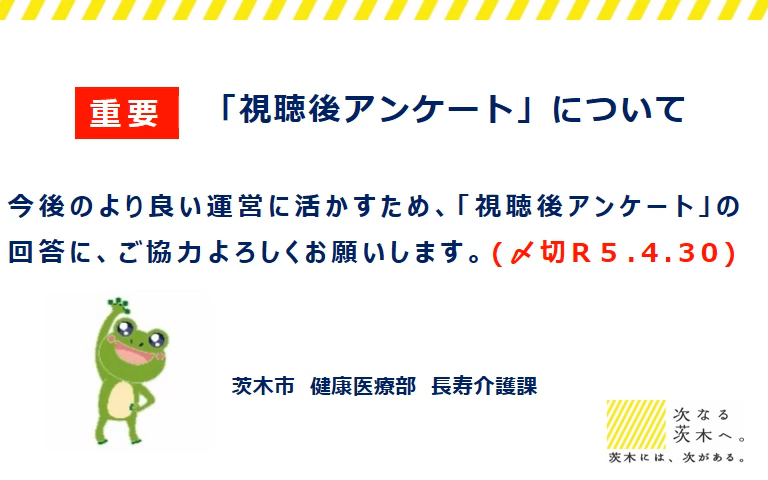 重要 「視聴後アンケート」について
今後のより良い運営に活かすため、「視聴後アンケート」の
回答に、ご協力よろしくお願いします。(〆切R5.4.30)
茨木市 健康医療部 長寿介護課
次なる
茨木へ。
茨木には、次がある。